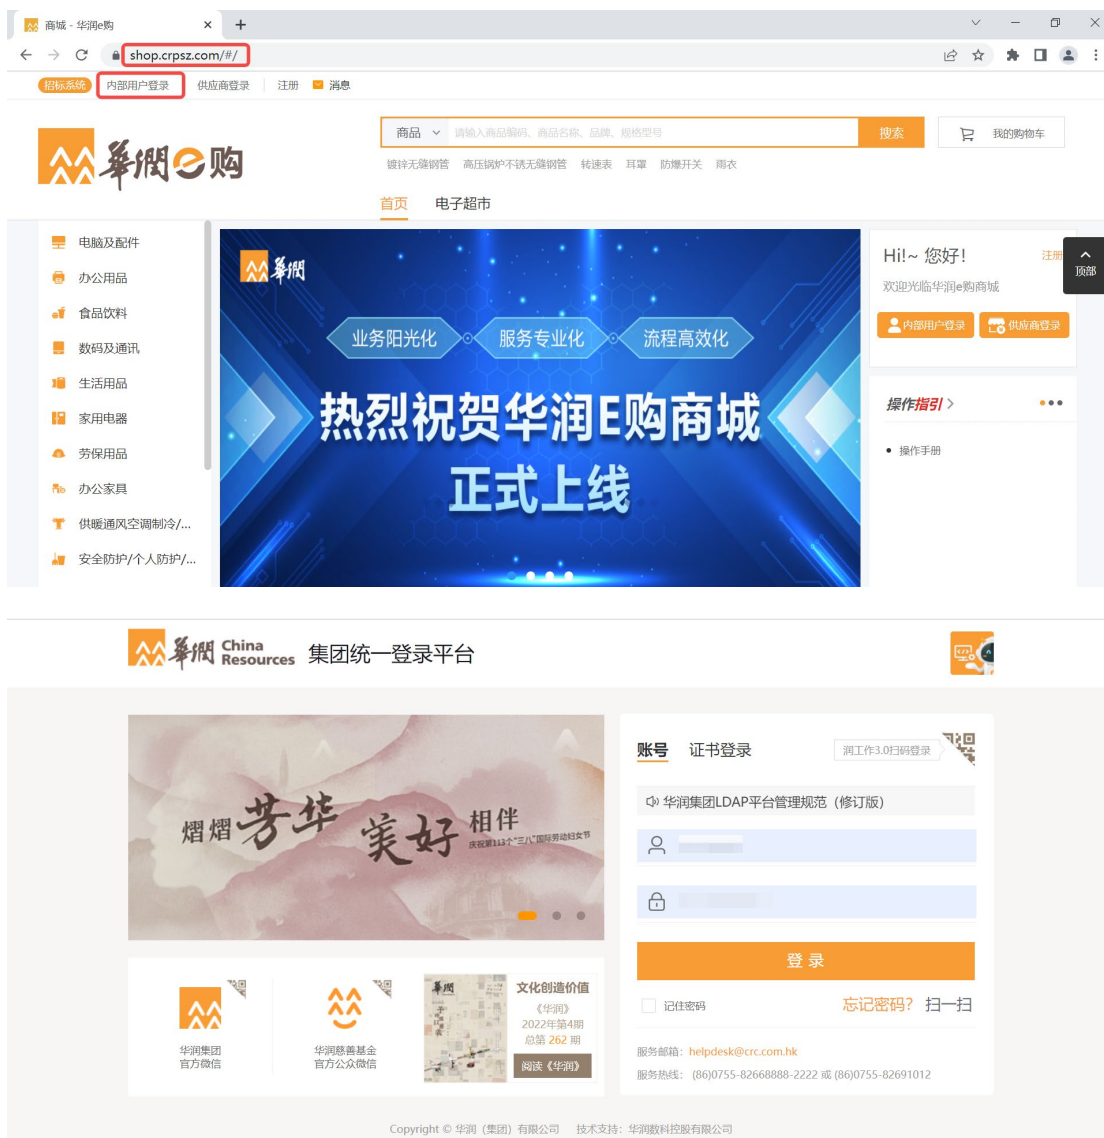 商城 - 华润e购
shop.crpsz.com/#/
招标系统 内部用户登录 供应商登录 注册 消息
華潤e购
商品 请输入商品编码、商品名称、品牌、规格型号 搜索 我的购物车
镀锌无缝钢管 高压锅炉不锈无缝钢管 转速表 耳罩 防爆开关 雨衣
首页 电子超市
电脑及配件
办公用品
食品饮料
数码及通讯
生活用品
家用电器
劳保用品
办公家具
供暖通风空调制冷/...
安全防护/个人防护/...
華潤
业务阳光化 服务专业化 流程高效化
热烈祝贺华润E购商城
正式上线
Hi!~ 您好!
注册
欢迎光临华润e购商城
内部用户登录 供应商登录
顶部
操作指引 >
操作手册
華潤 China Resources 集团统一登录平台
熠熠芳华 美好相伴
庆祝第113个"三八"国际劳动妇女节
账号 证书登录 润工作3.0扫码登录
华润集团LDAP平台管理规范（修订版）
登 录
记住密码 忘记密码? 扫一扫
服务邮箱: helpdesk@crc.com.hk
服务热线: (86)0755-82668888-2222 或 (86)0755-82691012
华润集团
官方微信
华润慈善基金
官方公众微信
華潤
文化创造价值
《华润》
2022年第4期
总第 262 期
阅读《华润》
Copyright © 华润（集团）有限公司 技术支持: 华润数科控股有限公司